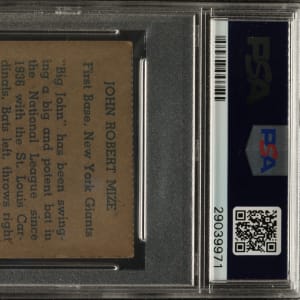 JOHN ROBERT MIZE
First Base, New York Giants
"Big John" has been swing-
ing a big and potent bat in
the National League since
1936 with the St. Louis Car-
dinals. Bats left, throws right
PSA
PSA
29039971